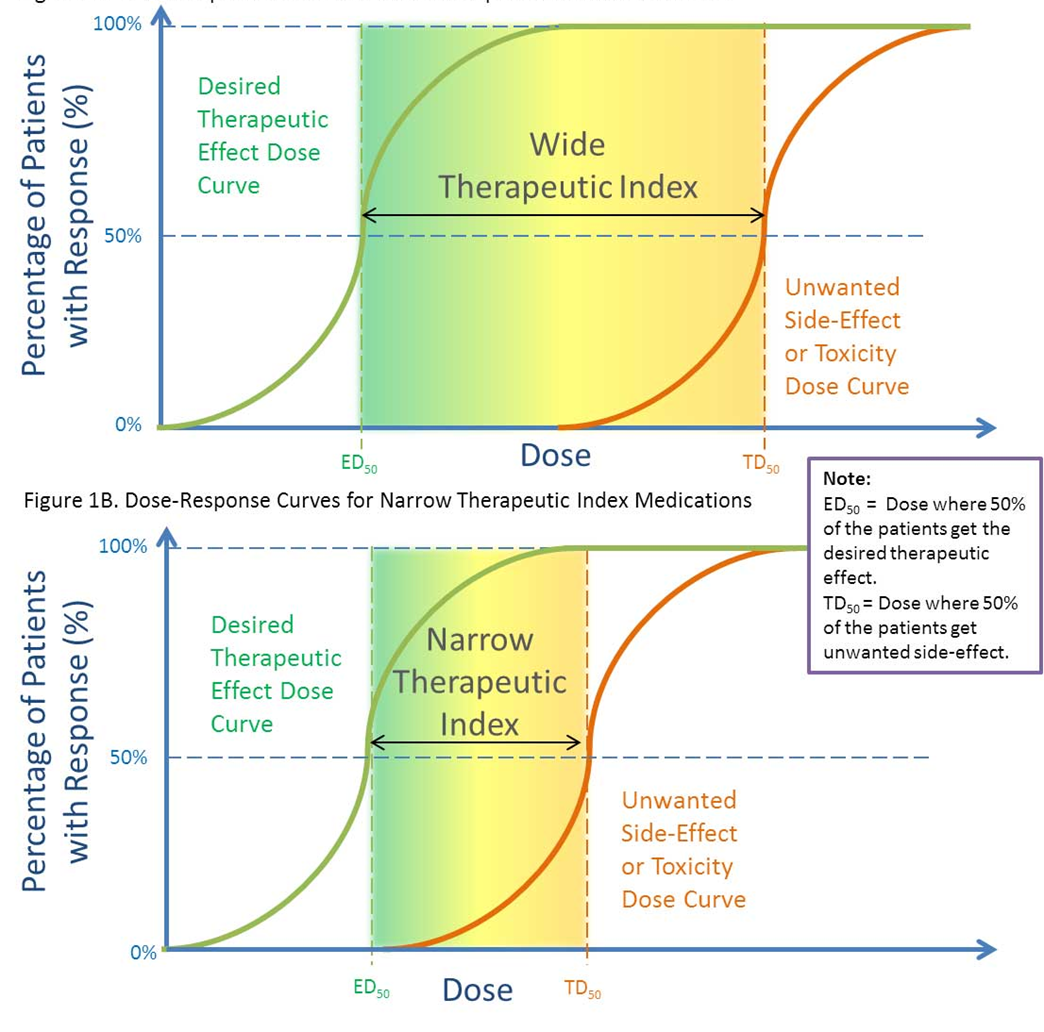 100%
Desired
Therapeutic
Effect Dose
Curve
Wide
Therapeutic Index
Percentage of Patients
with Response (%)
50%
Unwanted
Side-Effect
or Toxicity
Dose Curve
0%
ED50
Dose
TD50
Note:
ED50 = Dose where 50%
of the patients get the
desired therapeutic
effect.
TD50 = Dose where 50%
of the patients get
unwanted side-effect.
Figure 1B. Dose-Response Curves for Narrow Therapeutic Index Medications
100%
Desired
Therapeutic
Effect Dose
Curve
Narrow
Therapeutic
Index
Percentage of Patients
with Response (%)
50%
Unwanted
Side-Effect
or Toxicity
Dose Curve
0%
ED50
Dose
TD50